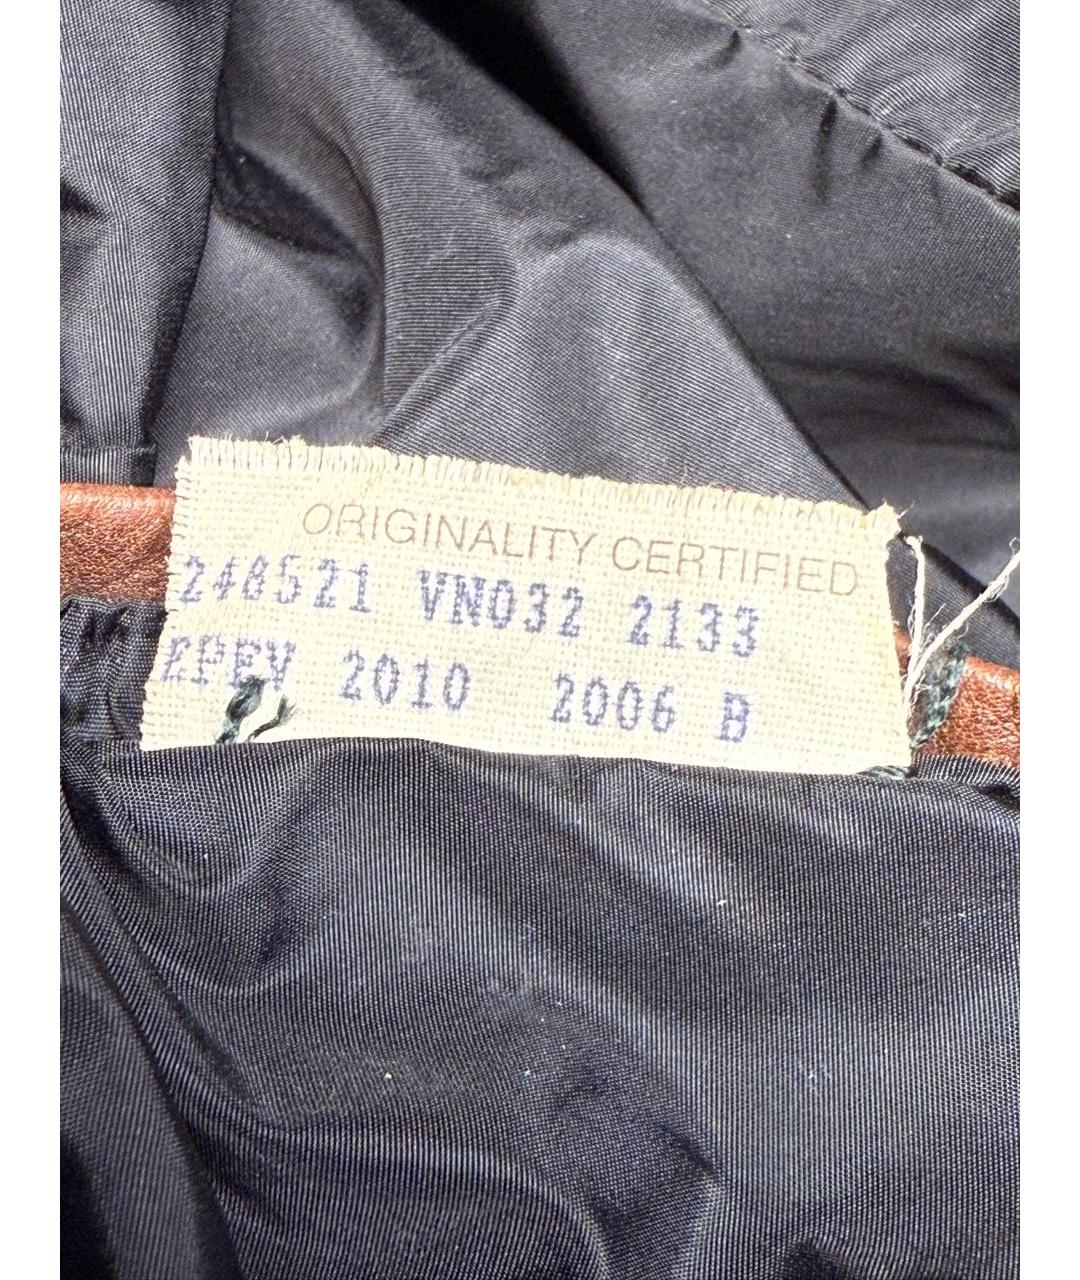 ORIGINALITY CERTIFIED
248521 VN032 2133
2010 2006 B